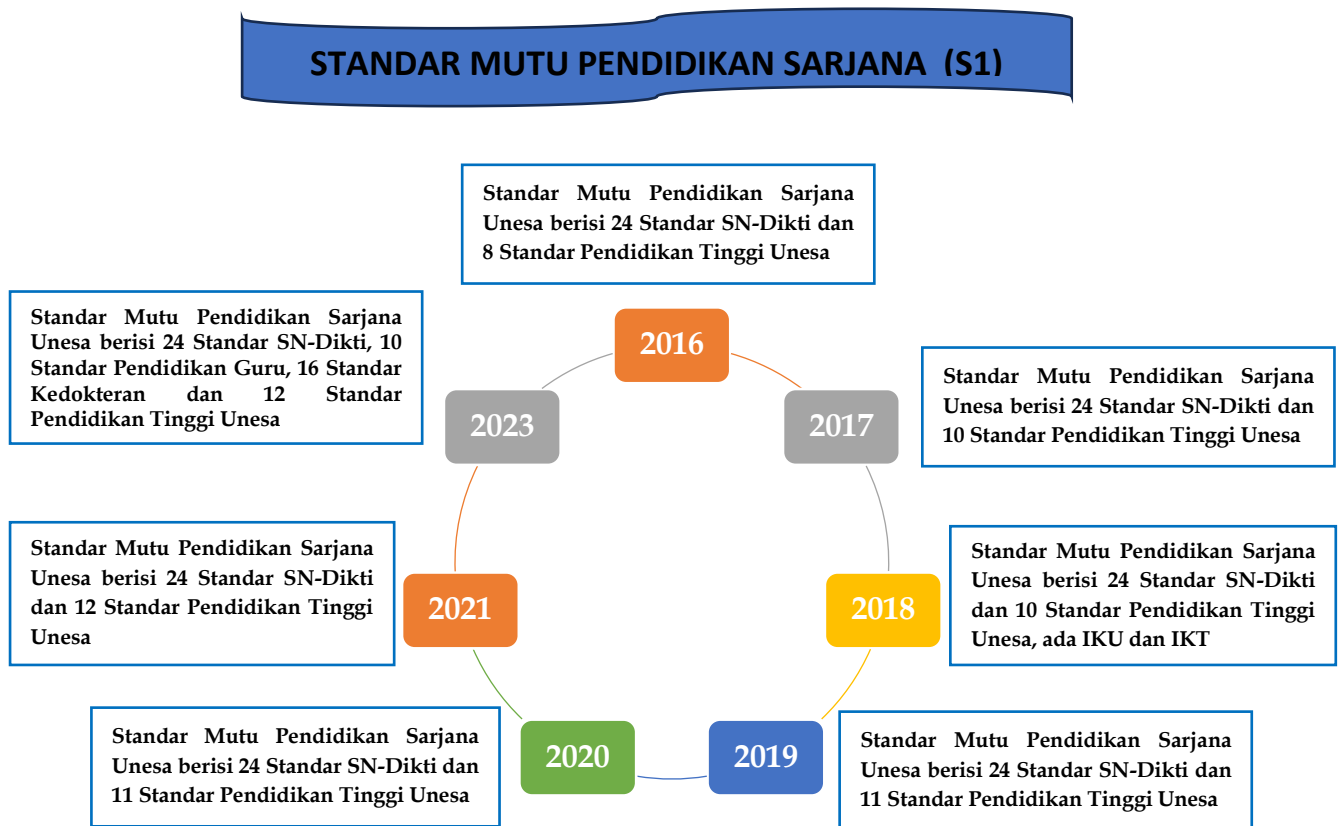 STANDAR MUTU PENDIDIKAN SARJANA (S1)
Standar Mutu Pendidikan Sarjana
Unesa berisi 24 Standar SN-Dikti dan
8 Standar Pendidikan Tinggi Unesa
2016
Standar Mutu Pendidikan Sarjana
Unesa berisi 24 Standar SN-Dikti dan
10 Standar Pendidikan Tinggi Unesa
2017
Standar Mutu Pendidikan Sarjana
Unesa berisi 24 Standar SN-Dikti
dan 10 Standar Pendidikan Tinggi
Unesa, ada IKU dan IKT
2018
Standar Mutu Pendidikan Sarjana
Unesa berisi 24 Standar SN-Dikti dan
11 Standar Pendidikan Tinggi Unesa
2019
Standar Mutu Pendidikan Sarjana
Unesa berisi 24 Standar SN-Dikti dan
11 Standar Pendidikan Tinggi Unesa
2020
Standar Mutu Pendidikan Sarjana
Unesa berisi 24 Standar SN-Dikti
dan 12 Standar Pendidikan Tinggi
Unesa
2021
Standar Mutu Pendidikan Sarjana
Unesa berisi 24 Standar SN-Dikti, 10
Standar Pendidikan Guru, 16 Standar
Kedokteran dan 12 Standar
Pendidikan Tinggi Unesa
2023